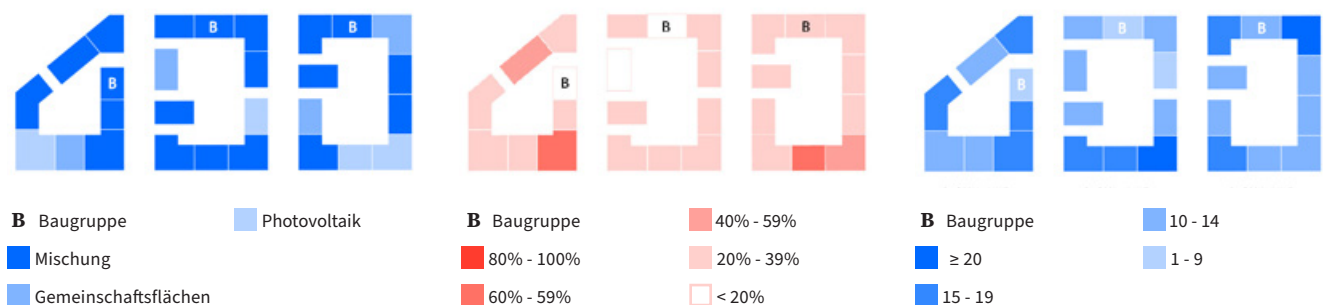 B
B
B
B
B
B
B
B
B
B Baugruppe
Photovoltaik
Mischung
Gemeinschaftsflächen
B Baugruppe
40% - 59%
80% - 100%
20% - 39%
60% - 59%
< 20%
B Baugruppe
10 - 14
≥ 20
1 - 9
15 - 19